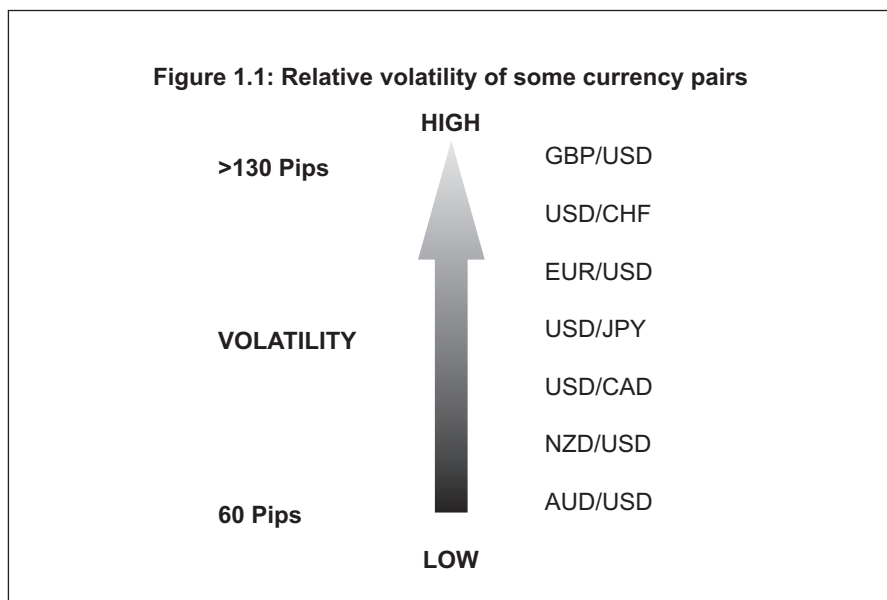 Figure 1.1: Relative volatility of some currency pairs
HIGH
>130 Pips
GBP/USD
USD/CHF
EUR/USD
VOLATILITY
USD/JPY
USD/CAD
NZD/USD
60 Pips
AUD/USD
LOW